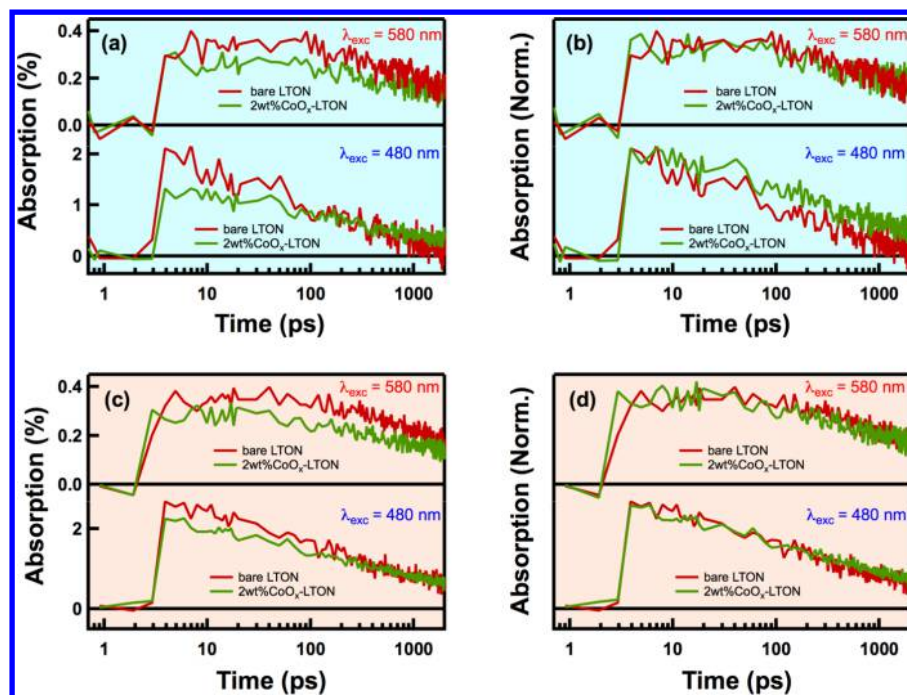 (a)
λexc = 580 nm
Absorption (%)
0.4
0.2
0.0
bare LTON
2wt%CoOx-LTON
λexc = 480 nm
2
1
0
bare LTON
2wt%CoOx-LTON
1 10 100 1000
Time (ps)
(b)
λexc = 580 nm
Absorption (Norm.)
bare LTON
2wt%CoOx-LTON
λexc = 480 nm
bare LTON
2wt%CoOx-LTON
1 10 100 1000
Time (ps)
(c)
λexc = 580 nm
Absorption (%)
0.4
0.2
0.0
bare LTON
2wt%CoOx-LTON
λexc = 480 nm
2
0
bare LTON
2wt%CoOx-LTON
1 10 100 1000
Time (ps)
(d)
λexc = 580 nm
Absorption (Norm.)
bare LTON
2wt%CoOx-LTON
λexc = 480 nm
bare LTON
2wt%CoOx-LTON
1 10 100 1000
Time (ps)